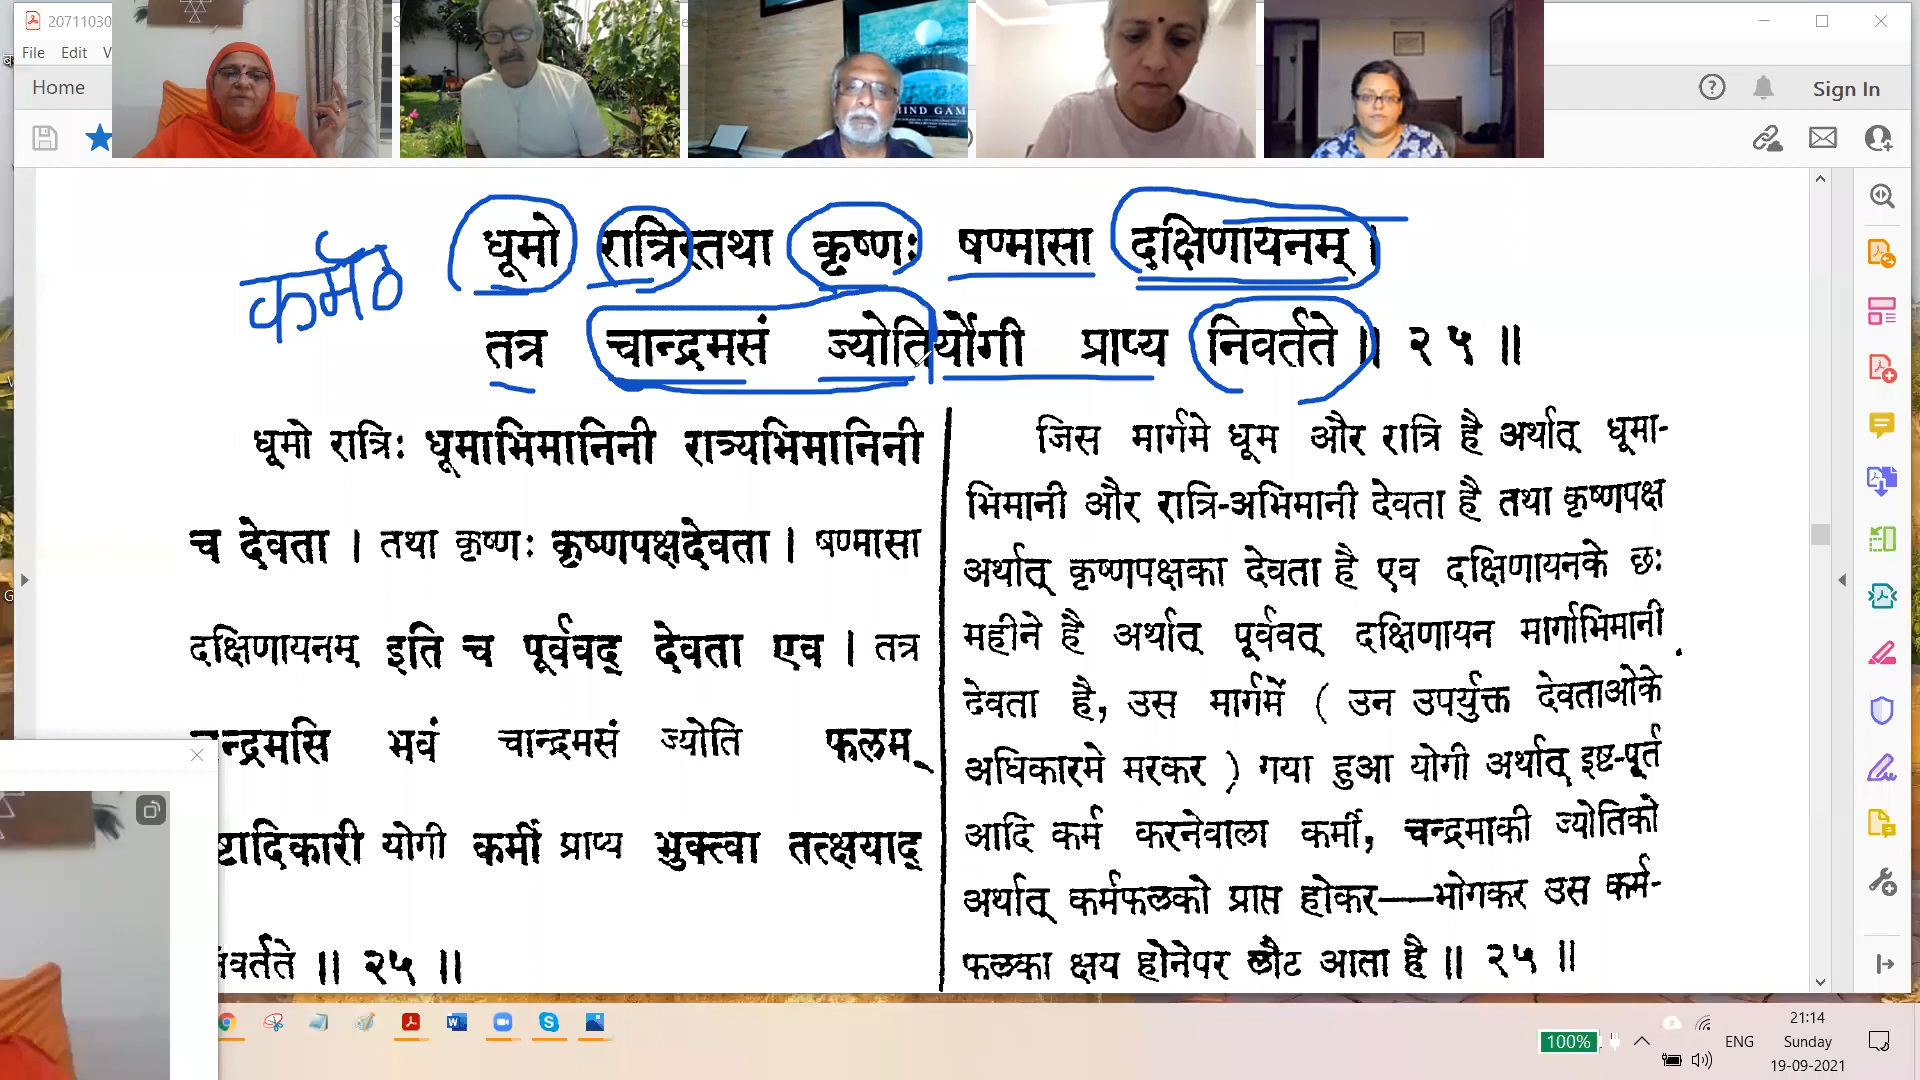 20711030
File Edit V
Home
Sign In
MIND GAM
कर्मठ
धूमो रात्रिस्तथा कृष्णः षण्मासा दक्षिणायनम् ।
तत्र चान्द्रमसं ज्योतिर्योगी प्राप्य निवर्तते ॥ २५ ॥
धूमो रात्रिः धूमाभिमानिनी रात्र्यभिमानिनी
च देवता । तथा कृष्णः कृष्णपक्षदेवता । षण्मासा
दक्षिणायनम् इति च पूर्ववद् देवता एव । तत्र
न्द्रमसि भवं चान्द्रमसं ज्योति फलम्
ष्टादिकारी योगी कर्मी प्राप्य भुक्त्वा तत्क्षयाद्
वर्तते ॥ २५ ॥
जिस मार्गमे धूम और रात्रि है अर्थात् धूमा-
भिमानी और रात्रि-अभिमानी देवता है तथा कृष्णपक्ष
अर्थात् कृष्णपक्षका देवता है एव दक्षिणायनके छः
महीने है अर्थात् पूर्ववत् दक्षिणायन मार्गाभिमानी
देवता है, उस मार्गमें ( उन उपर्युक्त देवताओके
अधिकारमे मरकर ) गया हुआ योगी अर्थात् इष्ट-पूर्त
आदि कर्म करनेवाला कर्मी, चन्द्रमाकी ज्योतिको
अर्थात् कर्मफलको प्राप्त होकर—भोगकर उस कर्म-
फलका क्षय होनेपर लौट आता है ॥ २५ ॥
100%
ENG
21:14
Sunday
19-09-2021